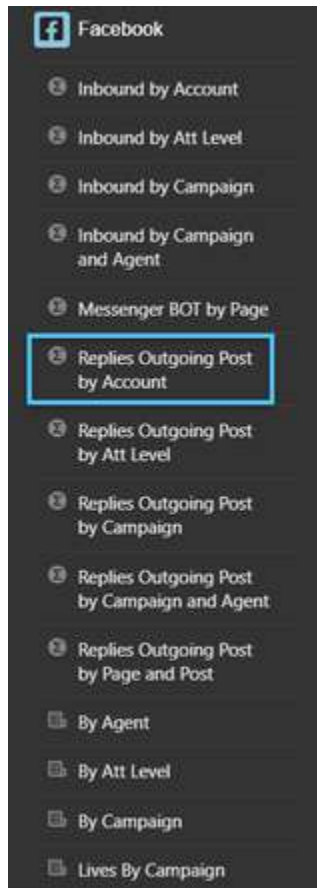 Facebook
Inbound by Account
Inbound by Att Level
Inbound by Campaign
Inbound by Campaign
and Agent
Messenger BOT by Page
Replies Outgoing Post
by Account
Replies Outgoing Post
by Att Level
Replies Outgoing Post
by Campaign
Replies Outgoing Post
by Campaign and Agent
Replies Outgoing Post
by Page and Post
By Agent
By Att Level
By Campaign
Lives By Campaign